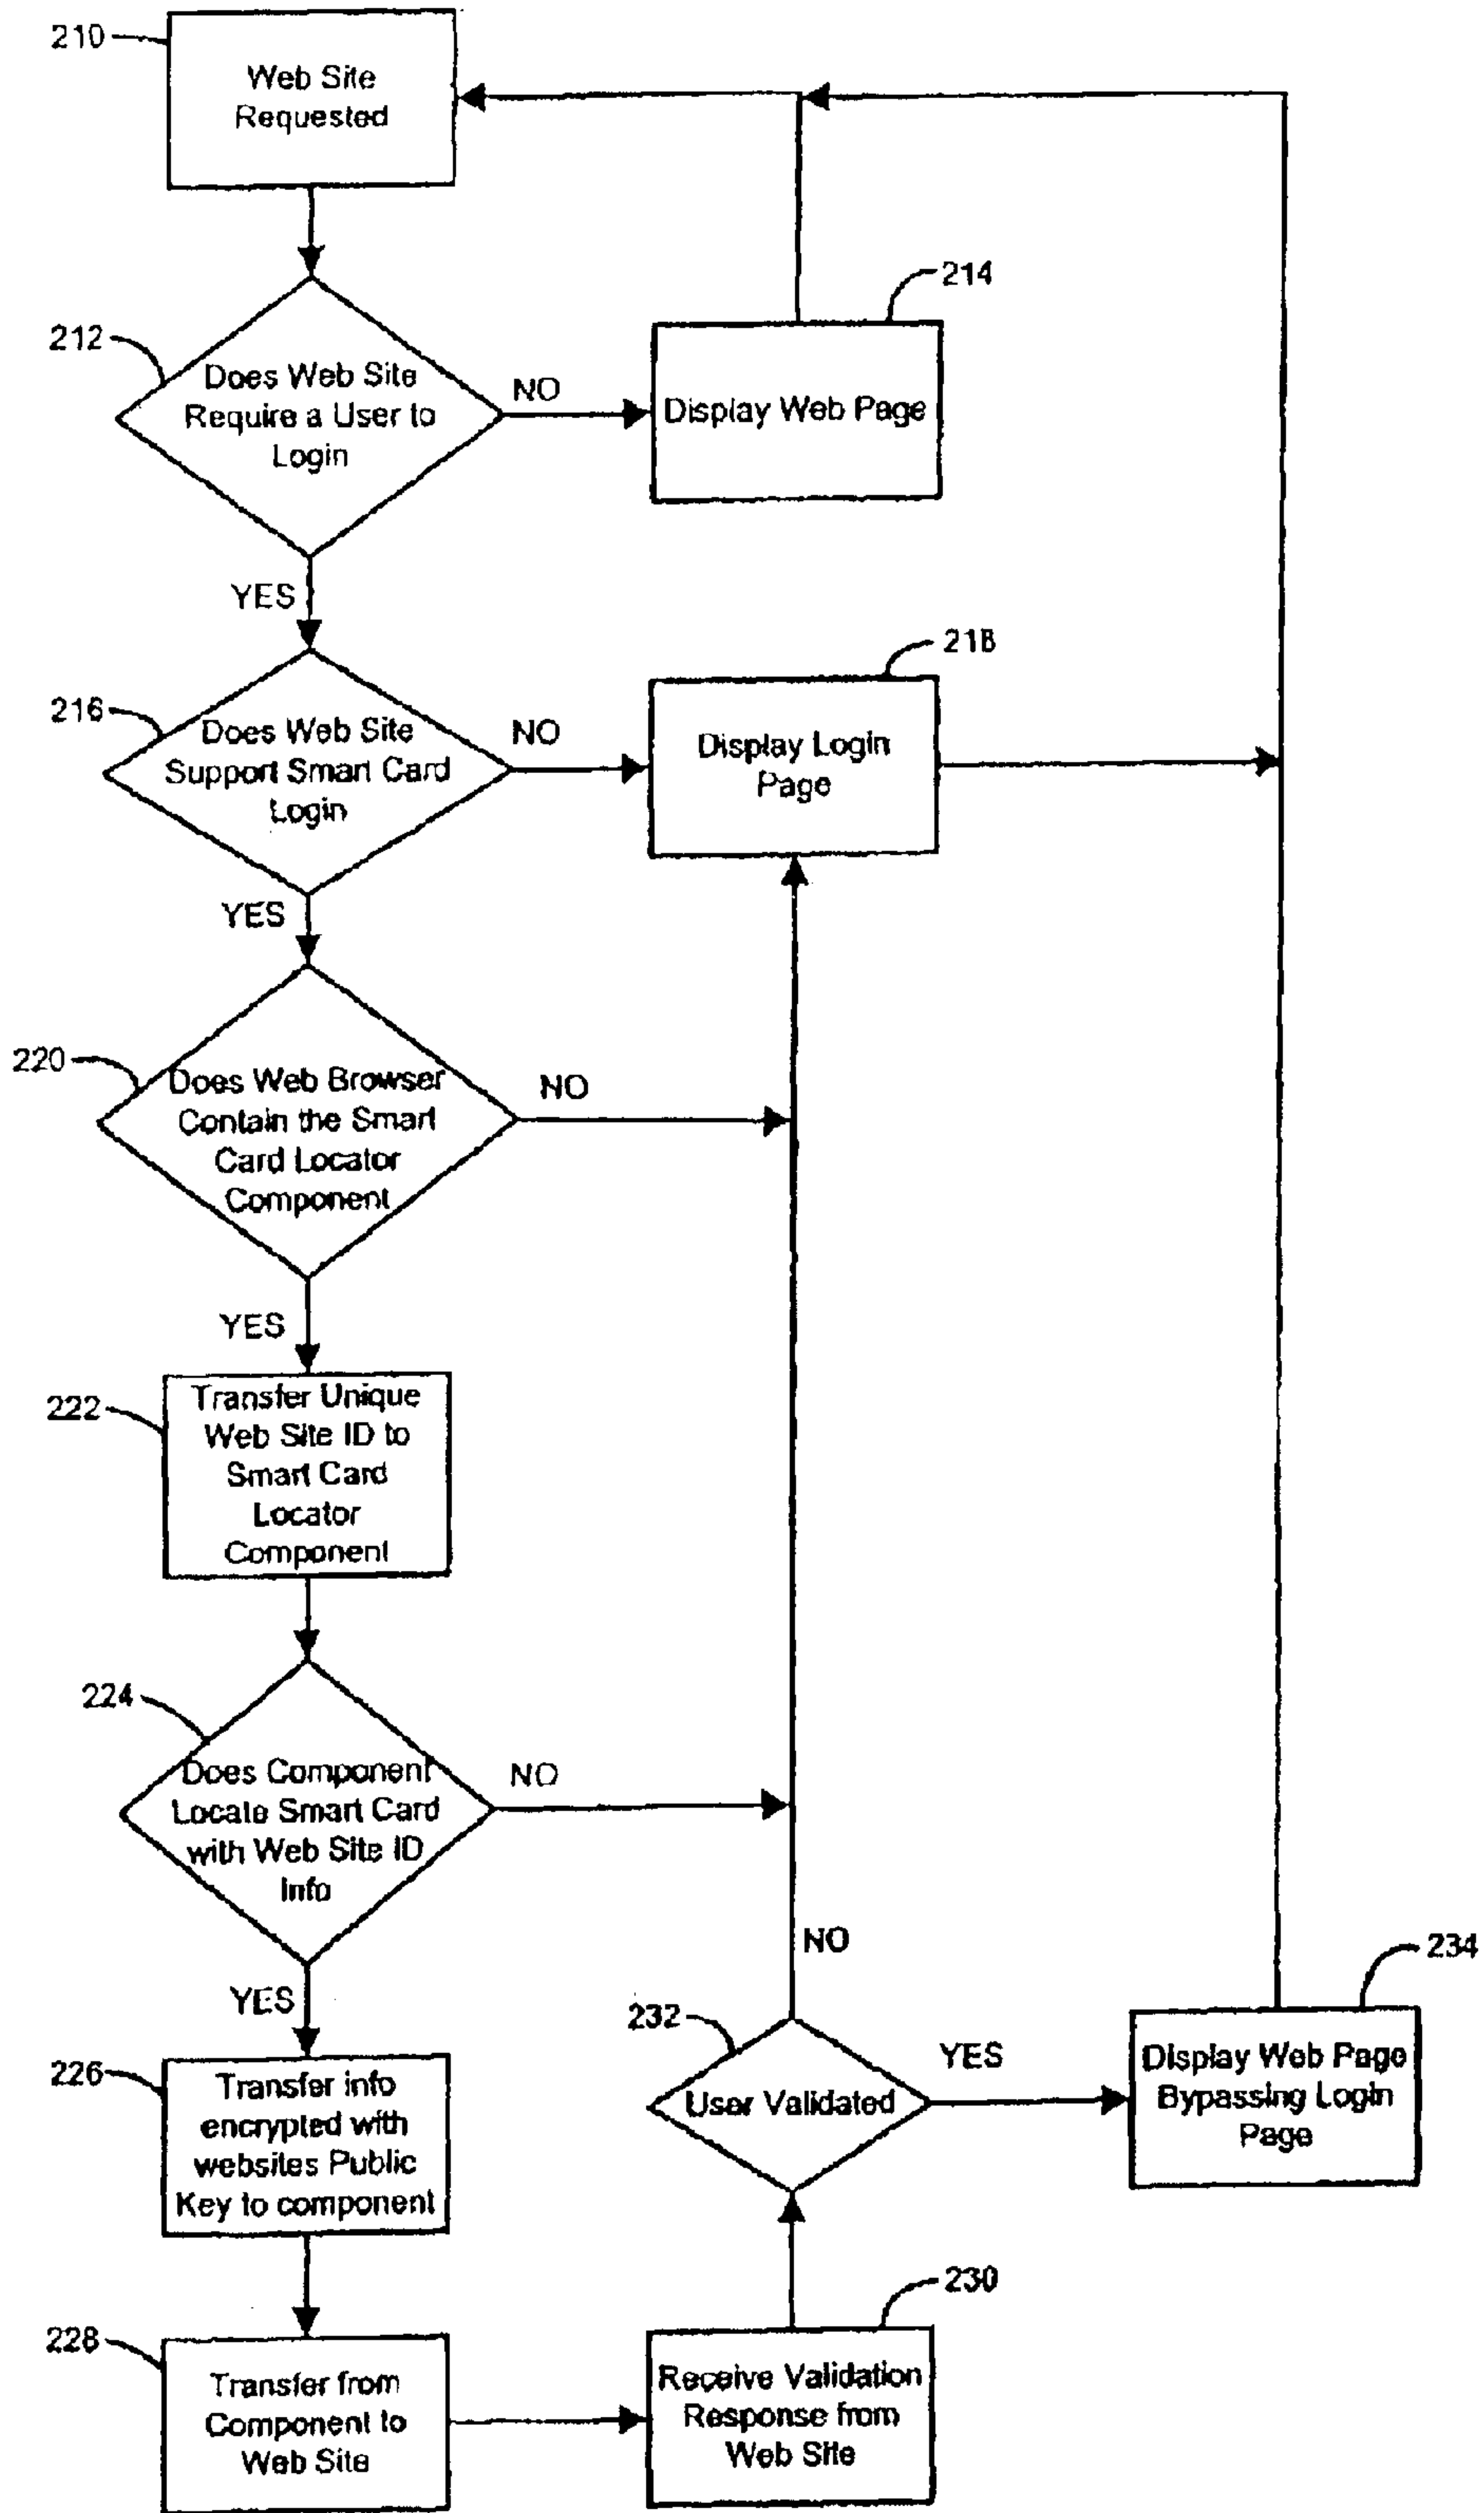 210
Web Site
Requested
212
Does Web Site
Require a User to
Login
NO
214
Display Web Page
YES
216
Does Web Site
Support Smart Card
Login
NO
218
Display Login
Page
YES
220
Does Web Browser
Contain the Smart
Card Locator
Component
NO
YES
222
Transfer Unique
Web Site ID to
Smart Card
Locator
Component
224
Does Component
Locate Smart Card
with Web Site ID
Info
NO
YES
226
Transfer info
encrypted with
websites Public
Key to component
228
Transfer from
Component to
Web Site
230
Receive Validation
Response from
Web Site
232
User Validated
NO
YES
234
Display Web Page
Bypassing Login
Page